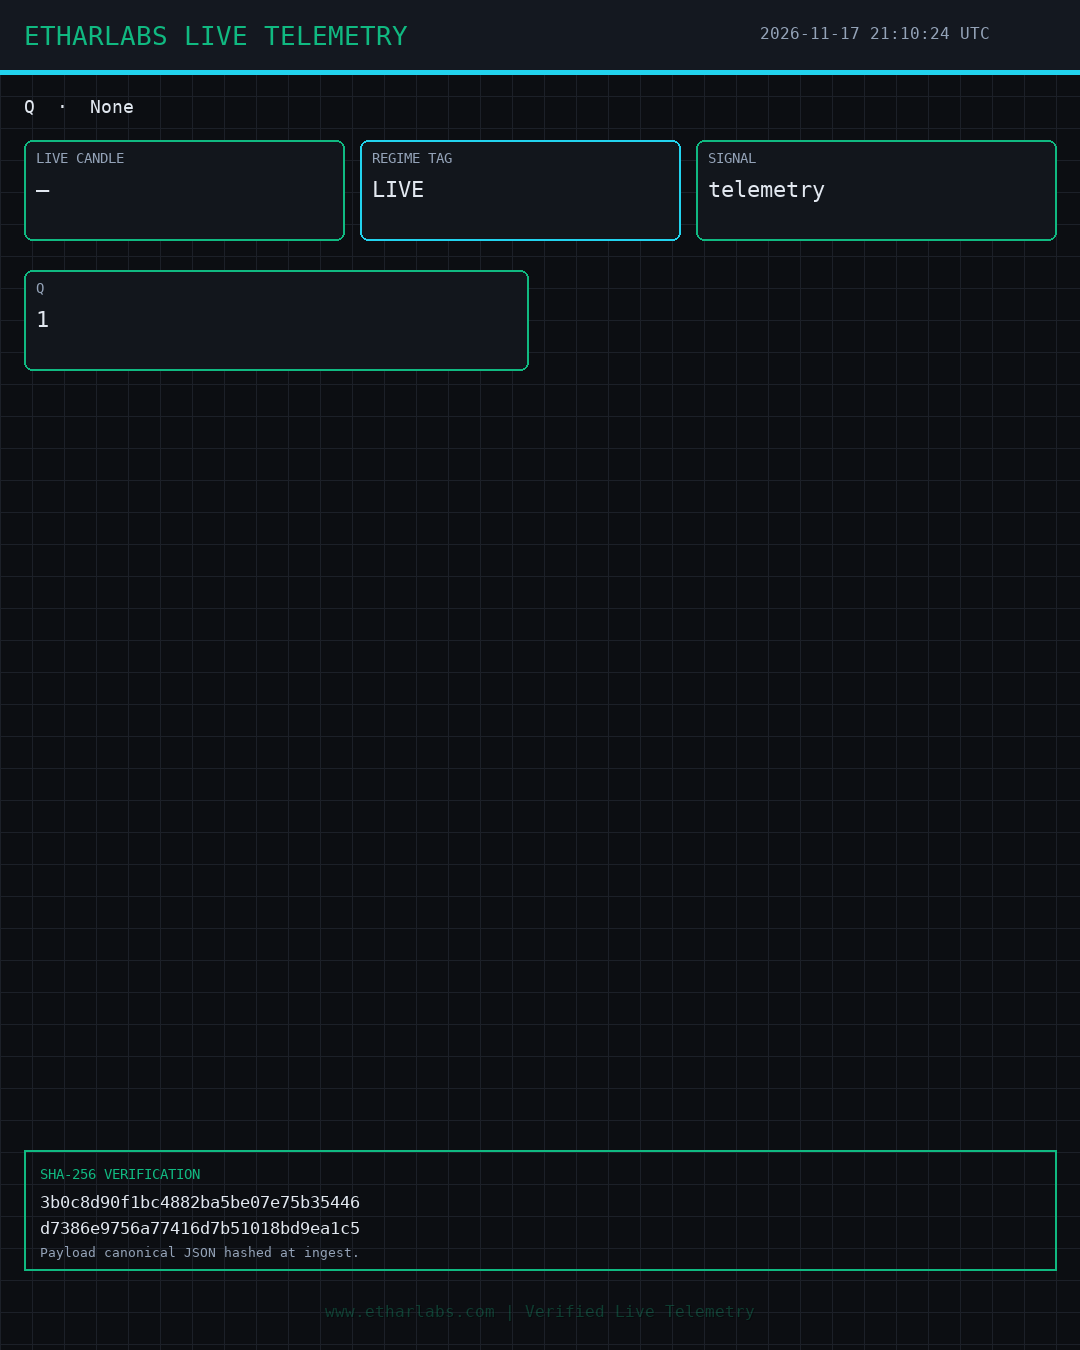 ETHARLABS LIVE TELEMETRY
2026-11-17 21:10:24 UTC
Q · None
LIVE CANDLE
—
REGIME TAG
LIVE
SIGNAL
telemetry
Q
1
SHA-256 VERIFICATION
3b0c8d90f1bc4882ba5be07e75b35446
d7386e9756a77416d7b51018bd9ea1c5
Payload canonical JSON hashed at ingest.
www.etharlabs.com | Verified Live Telemetry